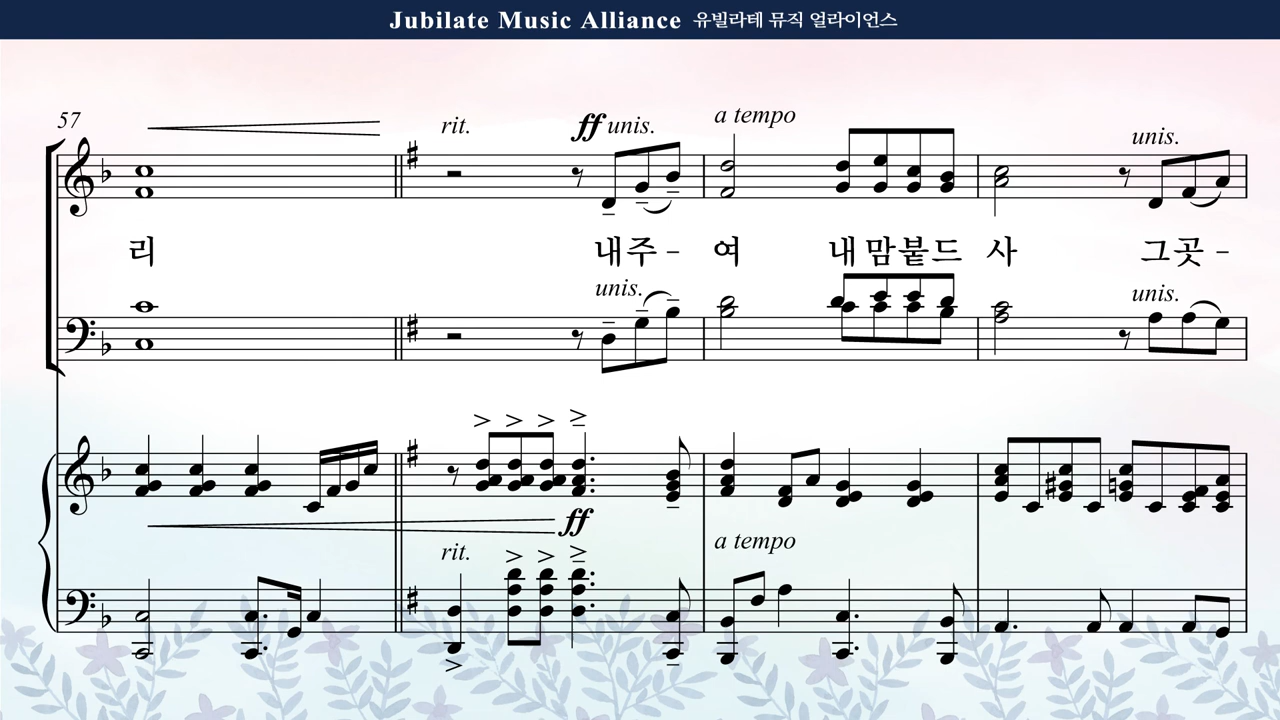 Jubilate Music Alliance 유빌라테 뮤직 얼라이언스
57
rit. ff unis. a tempo unis.
리 내주 - 여 내 맘붙드 사 그곳 -
unis. unis.
ff
rit. a tempo